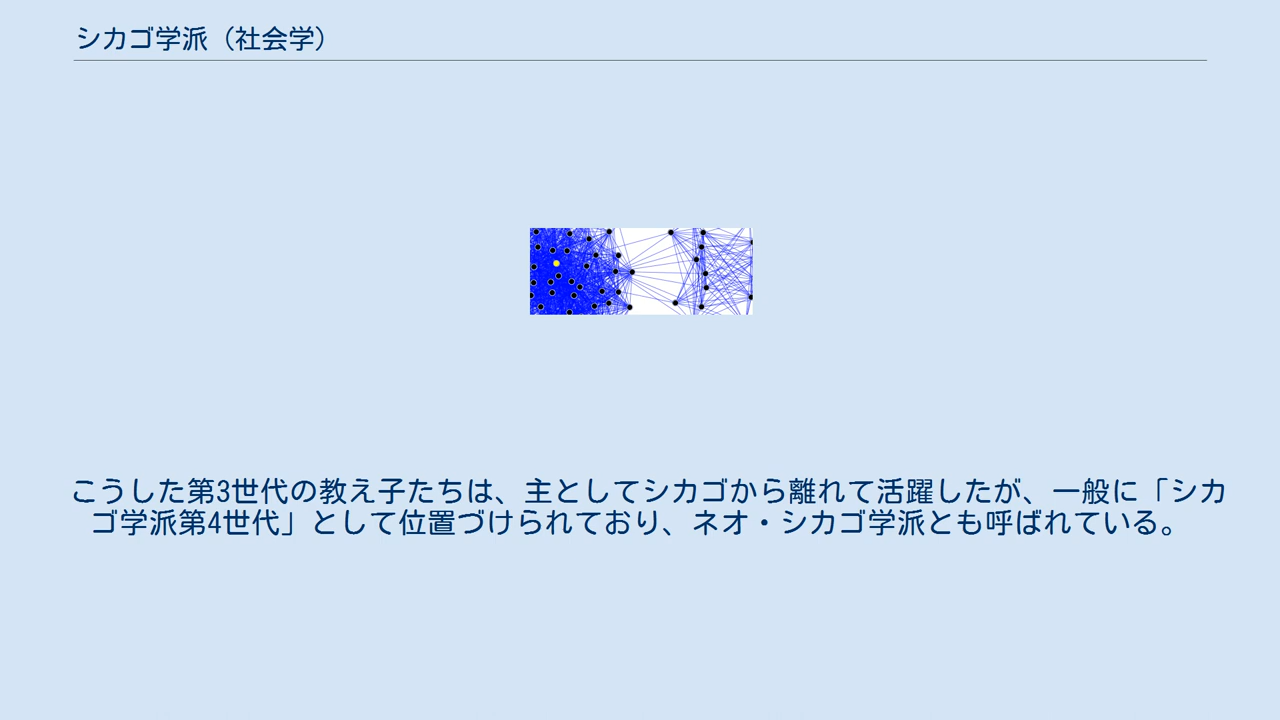 シカゴ学派（社会学）
こうした第3世代の教え子たちは、主としてシカゴから離れて活躍したが、一般に「シカ
ゴ学派第4世代」として位置づけられており、ネオ・シカゴ学派とも呼ばれている。